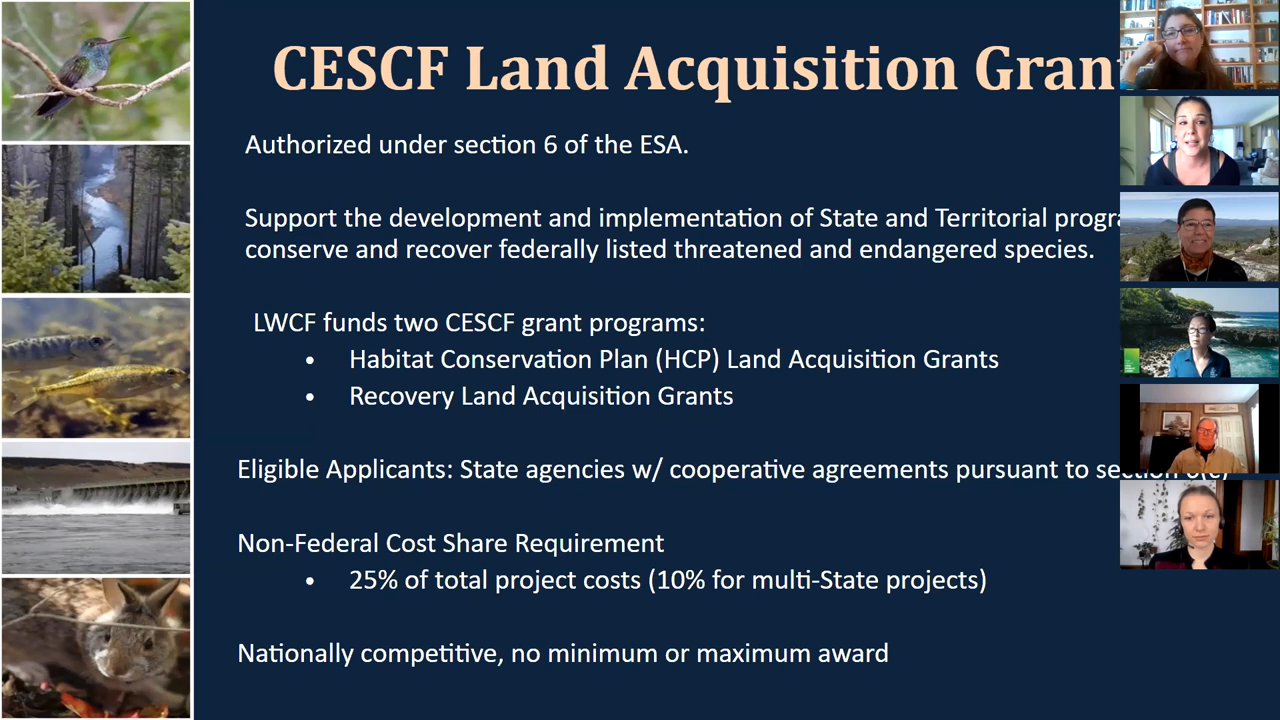 CESCF Land Acquisition Grant
Authorized under section 6 of the ESA.
Support the development and implementation of State and Territorial progra
conserve and recover federally listed threatened and endangered species.
LWCF funds two CESCF grant programs:
• Habitat Conservation Plan (HCP) Land Acquisition Grants
• Recovery Land Acquisition Grants
Eligible Applicants: State agencies w/ cooperative agreements pursuant to section 6(c)
Non-Federal Cost Share Requirement
• 25% of total project costs (10% for multi-State projects)
Nationally competitive, no minimum or maximum award